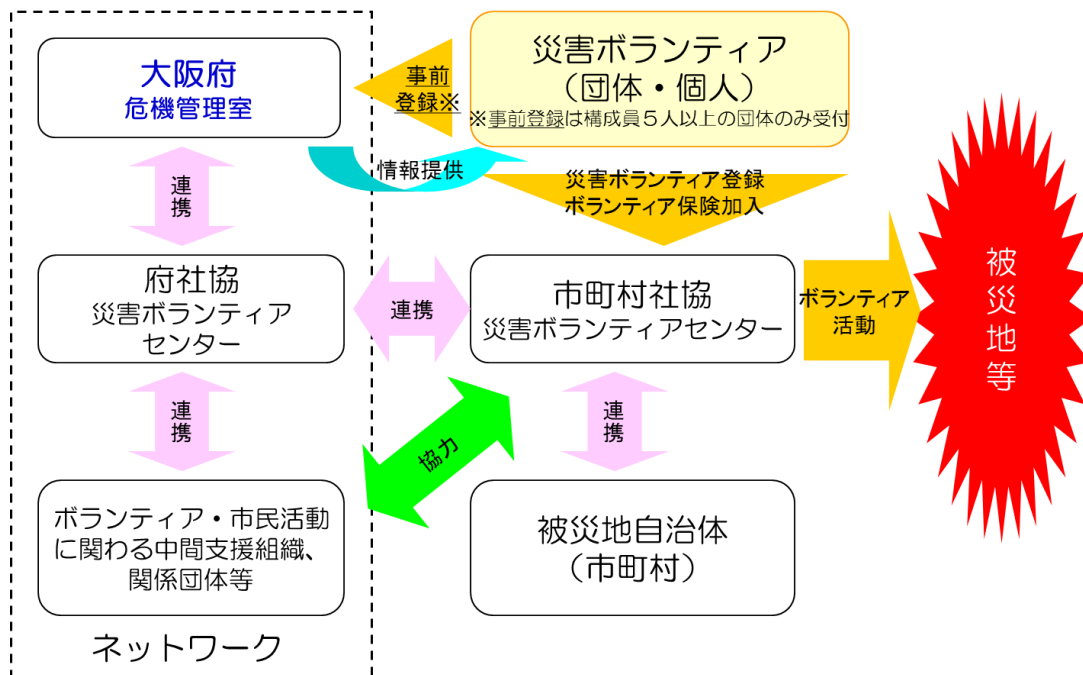 大阪府
危機管理室
事前
登録※
災害ボランティア
（団体・個人）
※事前登録は構成員５人以上の団体のみ受付
情報提供
災害ボランティア登録
ボランティア保険加入
連
携
府社協
災害ボランティア
センター
連携
市町村社協
災害ボランティアセンター
ボランティア
活動
被
災
地
等
連
携
協力
連
携
ボランティア・市民活動
に関わる中間支援組織、
関係団体等
被災地自治体
（市町村）
ネットワーク